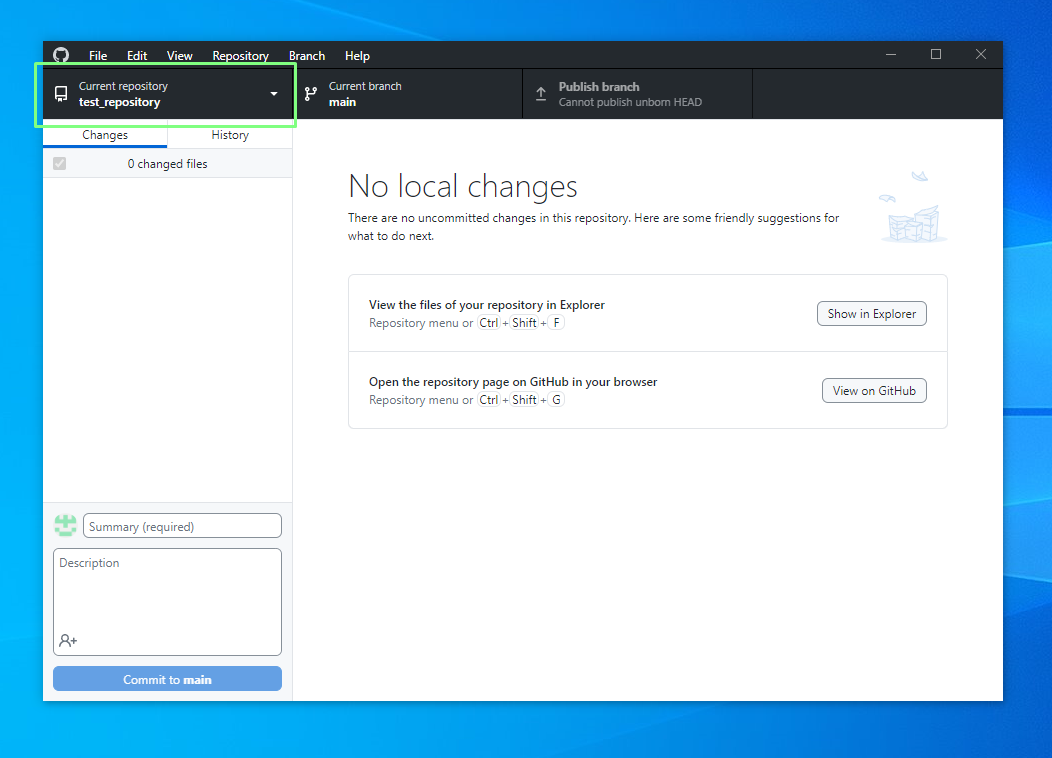 File Edit View Repository Branch Help
Current repository
test_repository
Current branch
main
Publish branch
Cannot publish unborn HEAD
Changes History
0 changed files
No local changes
There are no uncommitted changes in this repository. Here are some friendly suggestions for
what to do next.
View the files of your repository in Explorer
Repository menu or Ctrl + Shift + F
Show in Explorer
Open the repository page on GitHub in your browser
Repository menu or Ctrl + Shift + G
View on GitHub
Summary (required)
Description
Commit to main